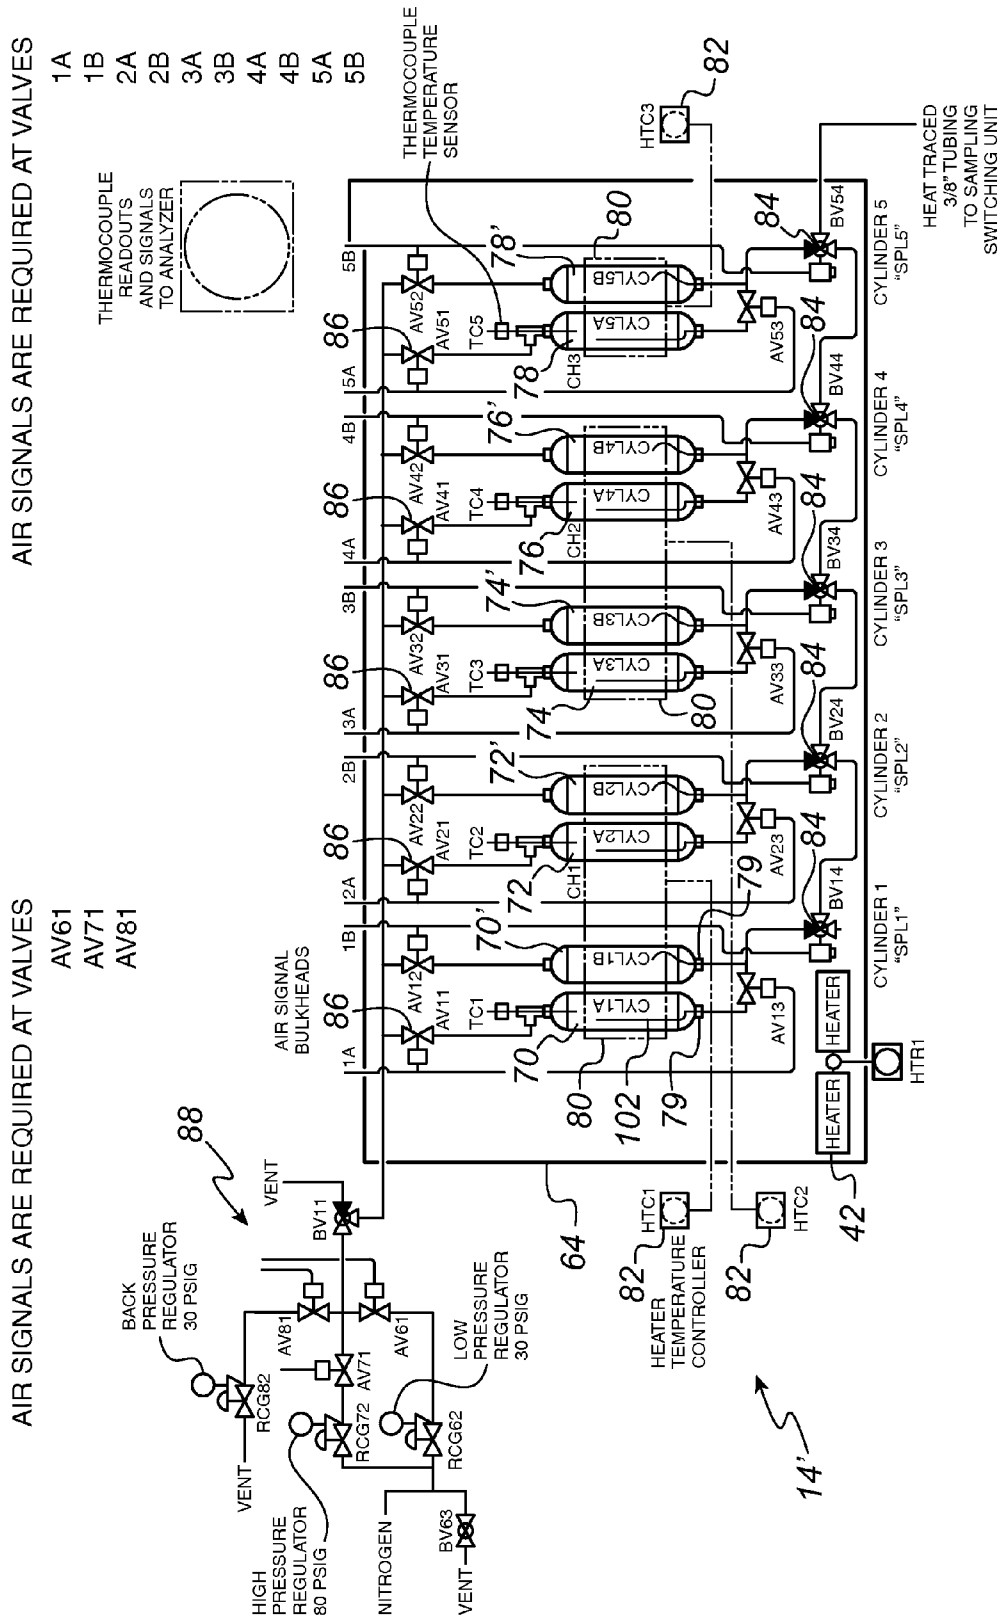 AIR SIGNALS ARE REQUIRED AT VALVES
AV61
AV71
AV81
AIR SIGNALS ARE REQUIRED AT VALVES
1A
1B
2A
2B
3A
3B
4A
4B
5A
5B
THERMOCOUPLE
READOUTS
AND SIGNALS
TO ANALYZER
THERMOCOUPLE
TEMPERATURE
SENSOR
BACK
PRESSURE
REGULATOR
30 PSIG
VENT
RCG82
HIGH
PRESSURE
REGULATOR
80 PSIG
RCG72
NITROGEN
RCG62
VENT
BV63
AV81
AV71
AV61
LOW
PRESSURE
REGULATOR
30 PSIG
VENT
BV11
88
AIR SIGNAL
BULKHEADS
1A
86
1B
2A
86
2B
3A
86
3B
4A
86
4B
5A
86
5B
AV11
AV12
AV21
AV22
AV31
AV32
AV41
AV42
AV51
AV52
TC1
TC2
TC3
TC4
TC5
70
70'
72
72'
74
74'
76
76'
78
78'
CH1
CH2
CH3
CYL1A
CYL1B
CYL2A
CYL2B
CYL3A
CYL3B
CYL4A
CYL4B
CYL5A
CYL5B
80
80
80
102
79
79
64
HTC1
82
HEATER
TEMPERATURE
CONTROLLER
82
HTC2
HTC3
82
AV13
AV23
AV33
AV43
AV53
84
84
84
84
84
BV14
BV24
BV34
BV44
BV54
HEATER
HEATER
42
HTR1
CYLINDER 1
"SPL1"
CYLINDER 2
"SPL2"
CYLINDER 3
"SPL3"
CYLINDER 4
"SPL4"
CYLINDER 5
"SPL5"
HEAT TRACED
3/8" TUBING
TO SAMPLING
SWITCHING UNIT
14'